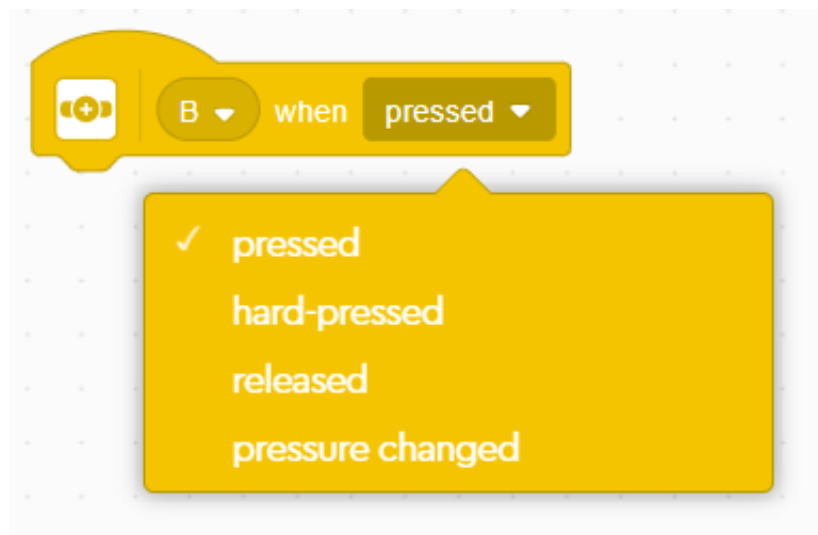 B when pressed
pressed
hard-pressed
released
pressure changed